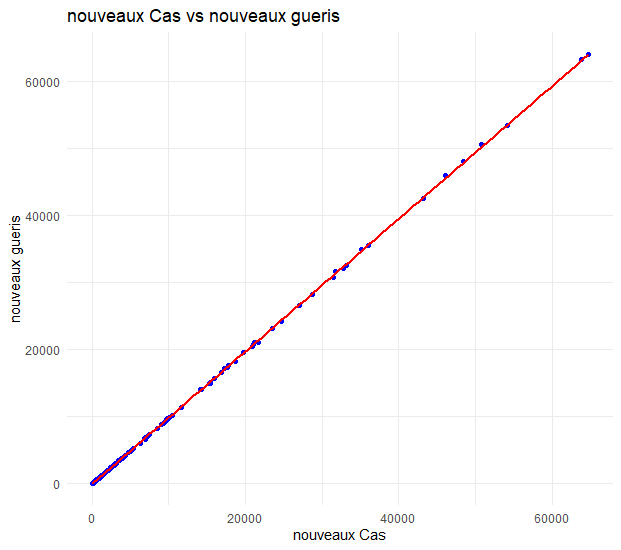 nouveaux Cas vs nouveaux gueris
60000
40000
20000
0
nouveaux gueris
0 20000 40000 60000
nouveaux Cas